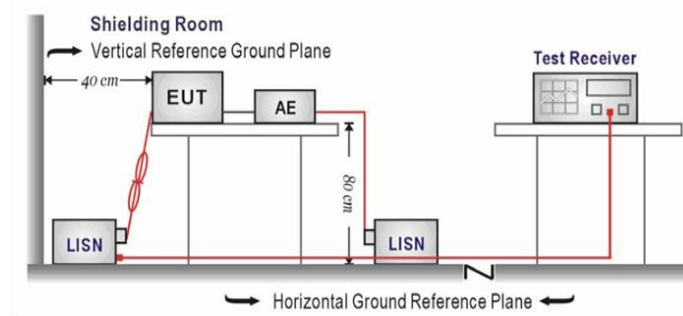 Shielding Room
Vertical Reference Ground Plane
40 cm
EUT
AE
Test Receiver
80 cm
LISN
LISN
Horizontal Ground Reference Plane